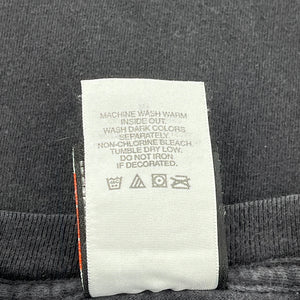 MACHINE WASH WARM
INSIDE OUT.
WASH DARK COLORS
SEPARATELY.
NON-CHLORINE BLEACH.
TUMBLE DRY LOW.
DO NOT IRON
IF DECORATED.